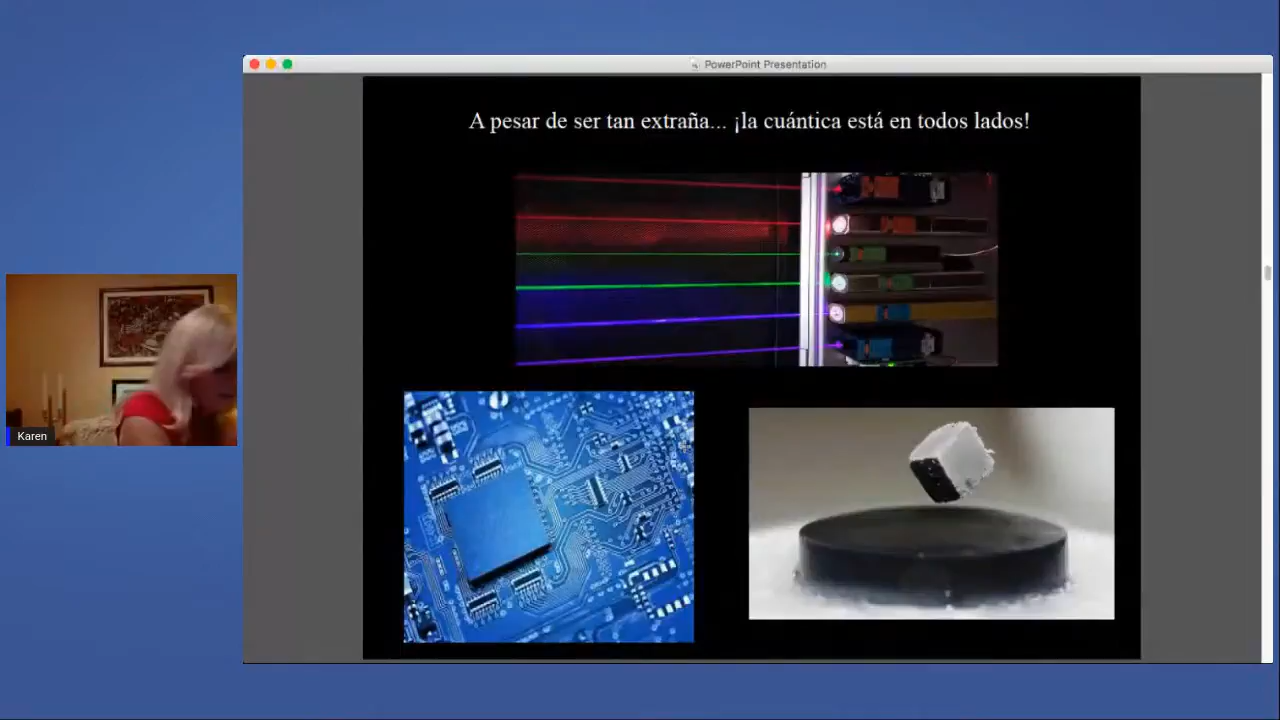 PowerPoint Presentation
A pesar de ser tan extraña... ¡la cuántica está en todos lados!
Karen